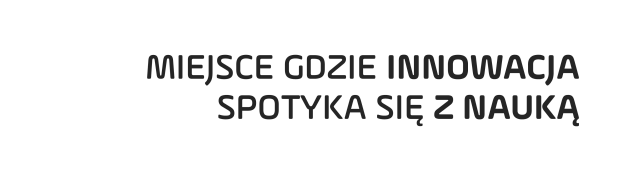 MIEJSCE GDZIE INNOWACJA
SPOTYKA SIĘ Z NAUKĄ